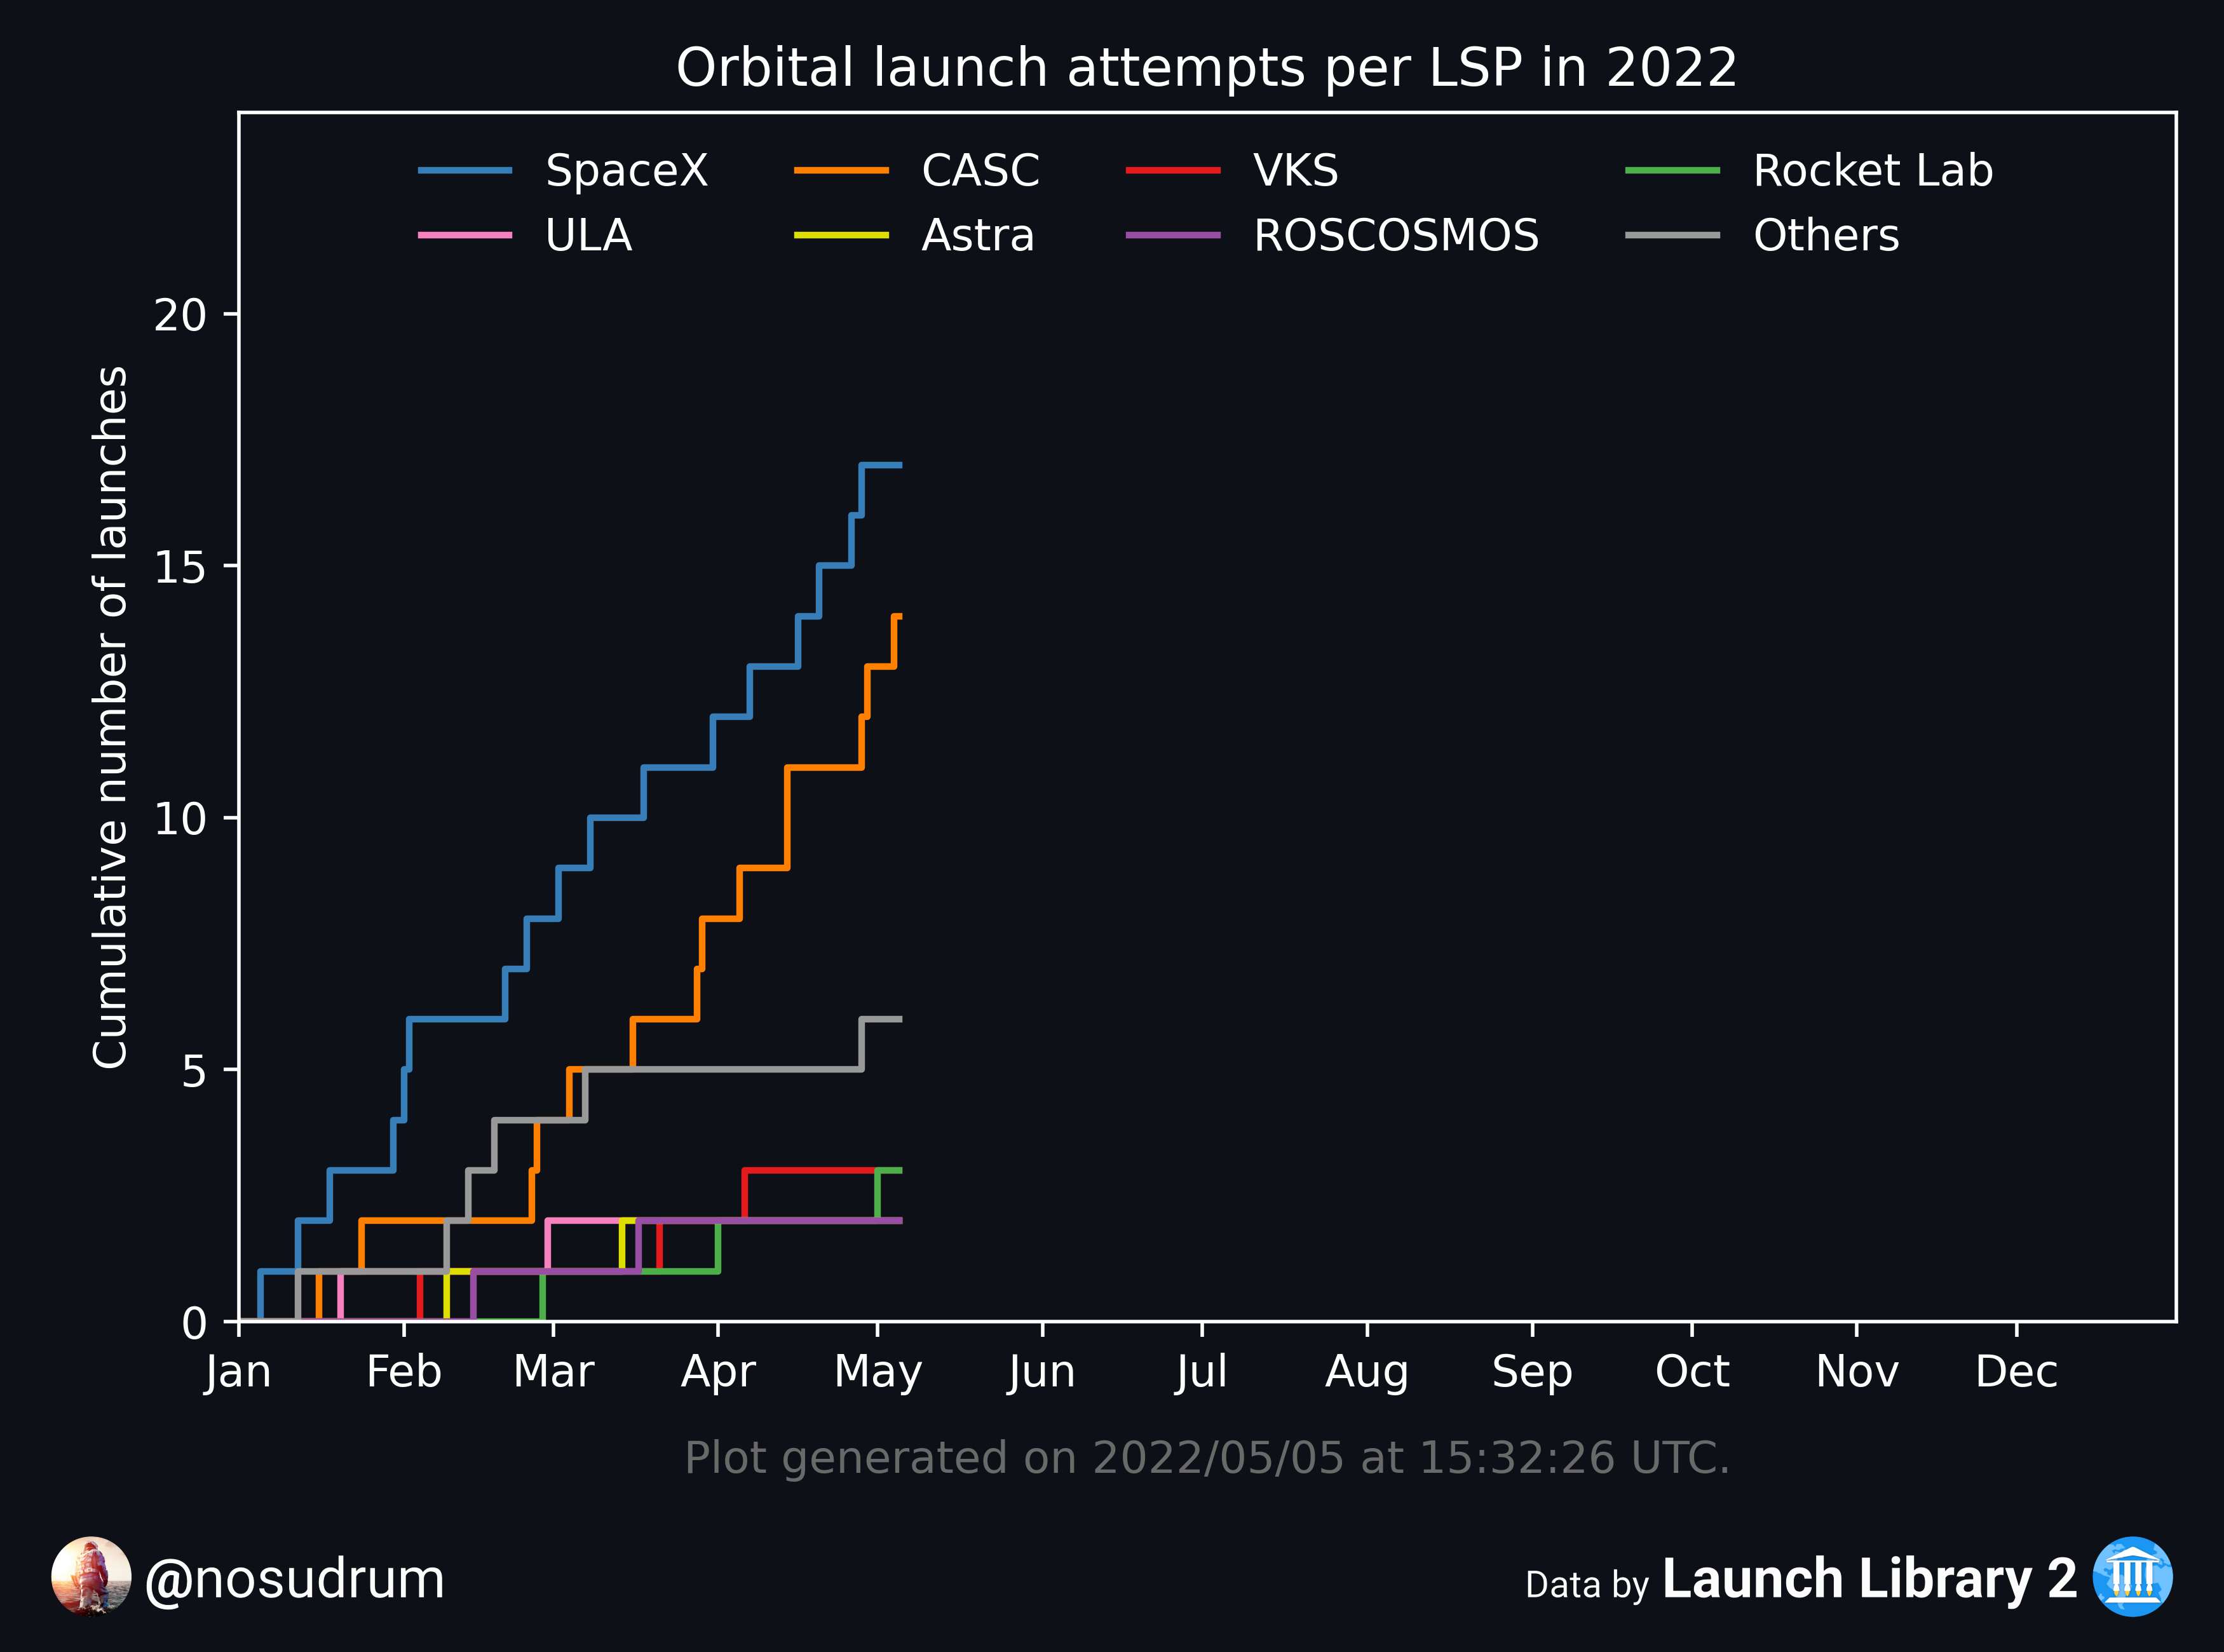 Orbital launch attempts per LSP in 2022
SpaceX CASC VKS Rocket Lab
ULA Astra ROSCOSMOS Others
Cumulative number of launches
20
15
10
5
0
Jan Feb Mar Apr May Jun Jul Aug Sep Oct Nov Dec
Plot generated on 2022/05/05 at 15:32:26 UTC.
@nosudrum
Data by Launch Library 2